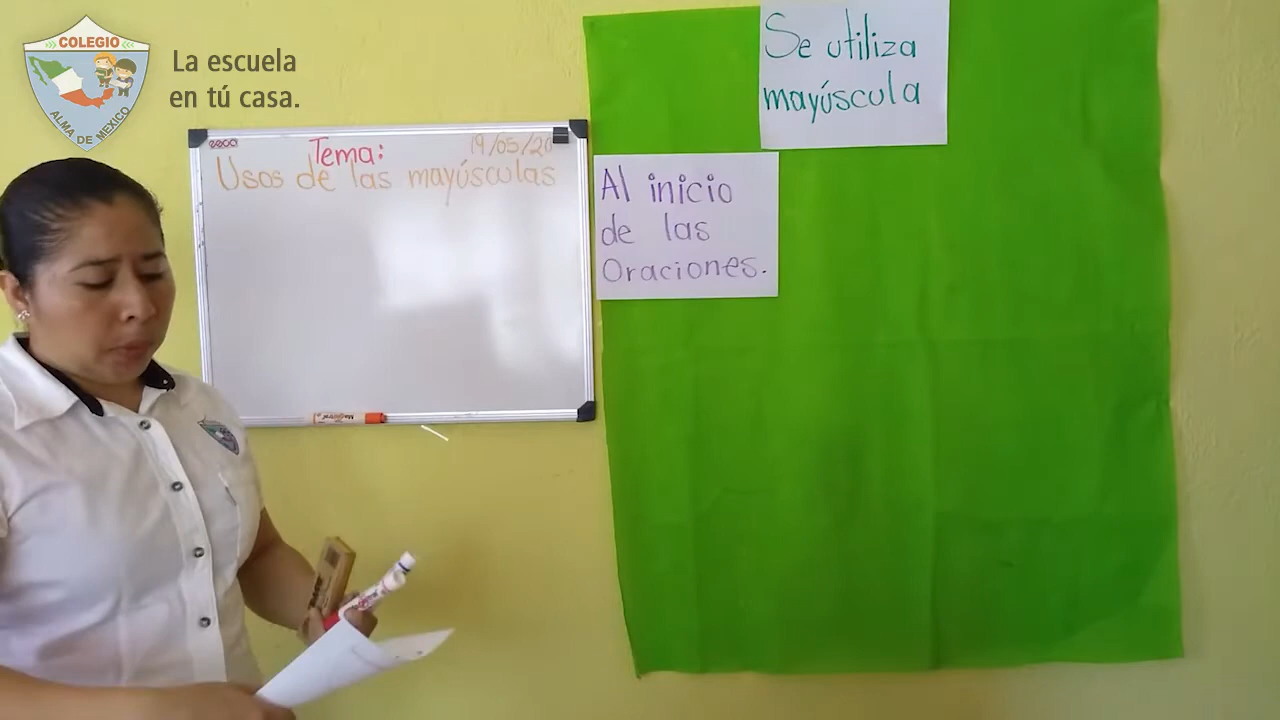 COLEGIO
ALMA DE MEXICO
La escuela
en tú casa.
Tema:
19/05/20
Usos de las mayúsculas
Se utiliza
mayúscula
Al inicio
de las
Oraciones.